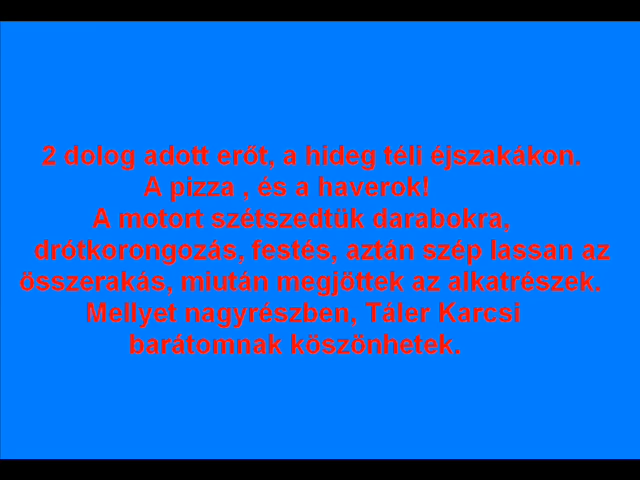 2 dolog adott erőt, a hideg téli éjszakákon.
A pizza , és a haverok!
A motort szétszedtük darabokra,
drótkorongozás, festés, aztán szép lassan az
összerakás, miután megjöttek az alkatrészek.
Mellyet nagyrészben, Táler Karcsi
barátomnak köszönhetek.